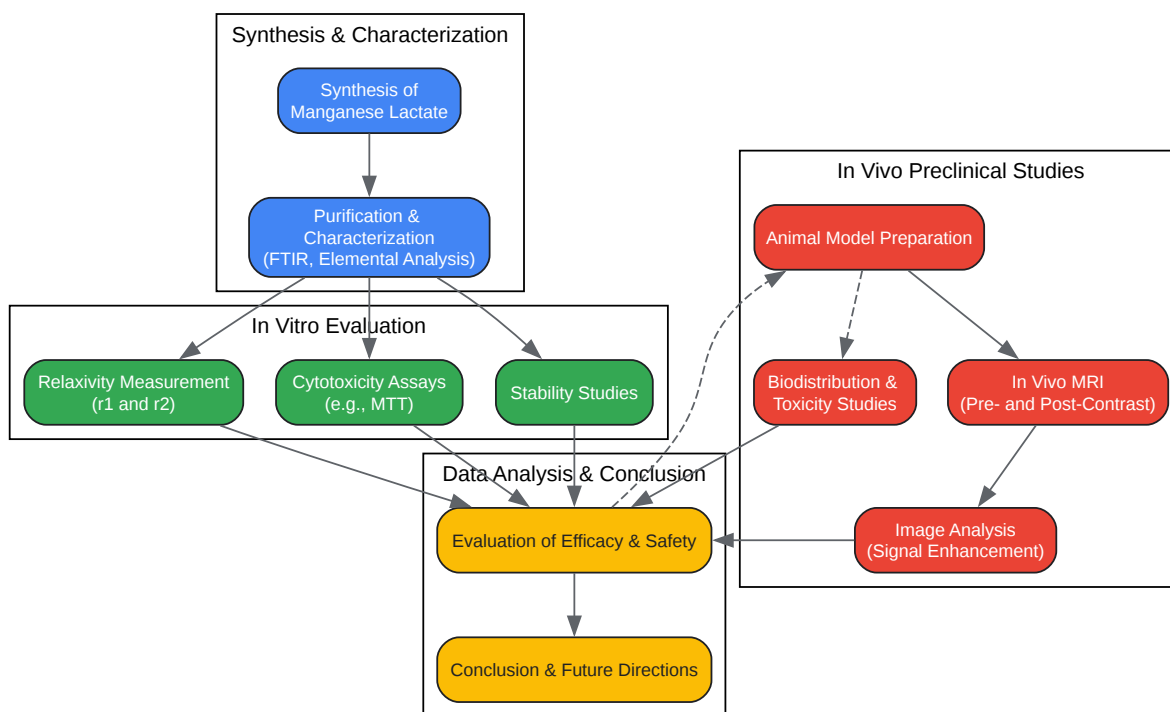 Synthesis & Characterization
Synthesis of
Manganese Lactate
Purification &
Characterization
(FTIR, Elemental Analysis)
In Vitro Evaluation
Relaxivity Measurement
(r1 and r2)
Cytotoxicity Assays
(e.g., MTT)
Stability Studies
In Vivo Preclinical Studies
Animal Model Preparation
Biodistribution &
Toxicity Studies
In Vivo MRI
(Pre- and Post-Contrast)
Image Analysis
(Signal Enhancement)
Data Analysis & Conclusion
Evaluation of Efficacy & Safety
Conclusion & Future Directions